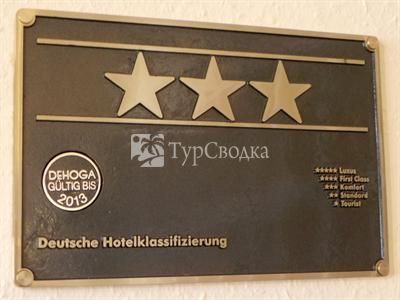 ТурСводка
DEHOGA
GÜLTIG BIS
2013
***** Luxus
**** First Class
*** Komfort
** Standard
* Tourist
Deutsche Hotelklassifizierung